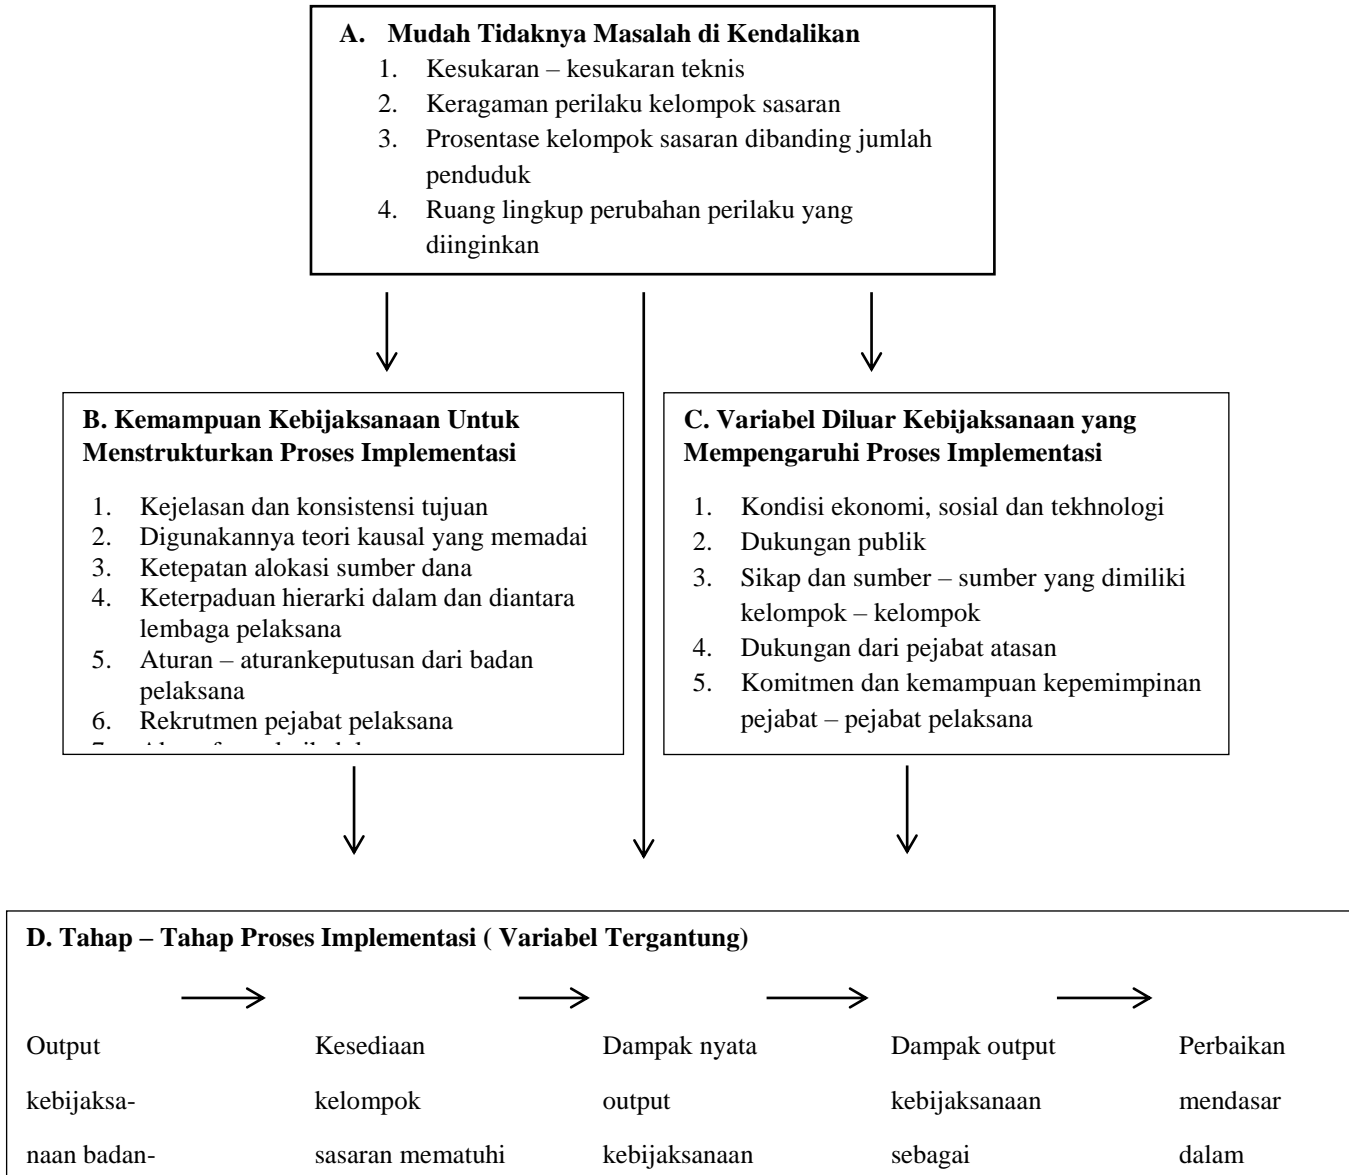 A. Mudah Tidaknya Masalah di Kendalikan
1. Kesukaran – kesukaran teknis
2. Keragaman perilaku kelompok sasaran
3. Prosentase kelompok sasaran dibanding jumlah
penduduk
4. Ruang lingkup perubahan perilaku yang
diinginkan
B. Kemampuan Kebijaksanaan Untuk
Menstrukturkan Proses Implementasi
1. Kejelasan dan konsistensi tujuan
2. Digunakannya teori kausal yang memadai
3. Ketepatan alokasi sumber dana
4. Keterpaduan hierarki dalam dan diantara
lembaga pelaksana
5. Aturan – aturankeputusan dari badan
pelaksana
6. Rekrutmen pejabat pelaksana
C. Variabel Diluar Kebijaksanaan yang
Mempengaruhi Proses Implementasi
1. Kondisi ekonomi, sosial dan tekhnologi
2. Dukungan publik
3. Sikap dan sumber – sumber yang dimiliki
kelompok – kelompok
4. Dukungan dari pejabat atasan
5. Komitmen dan kemampuan kepemimpinan
pejabat – pejabat pelaksana
D. Tahap – Tahap Proses Implementasi ( Variabel Tergantung)
Output
kebijaksa-
naan badan-
Kesediaan
kelompok
sasaran mematuhi
Dampak nyata
output
kebijaksanaan
Dampak output
kebijaksanaan
sebagai
Perbaikan
mendasar
dalam